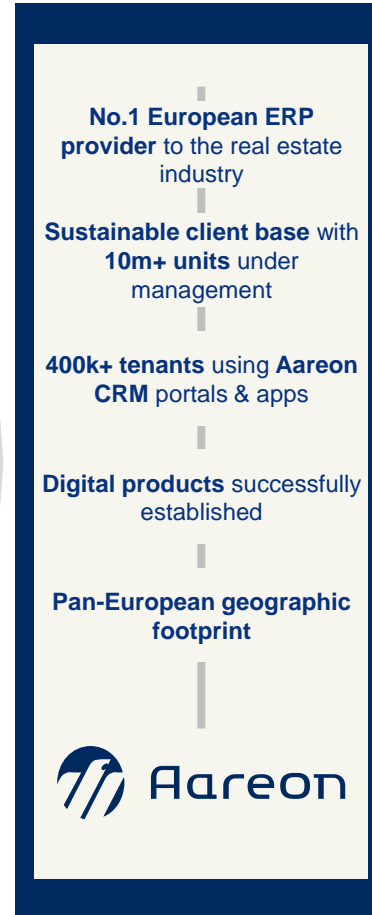 No.1 European ERP
provider to the real estate
industry
Sustainable client base with
10m+ units under
management
400k+ tenants using Aareon
CRM portals & apps
Digital products successfully
established
Pan-European geographic
footprint
Aareon